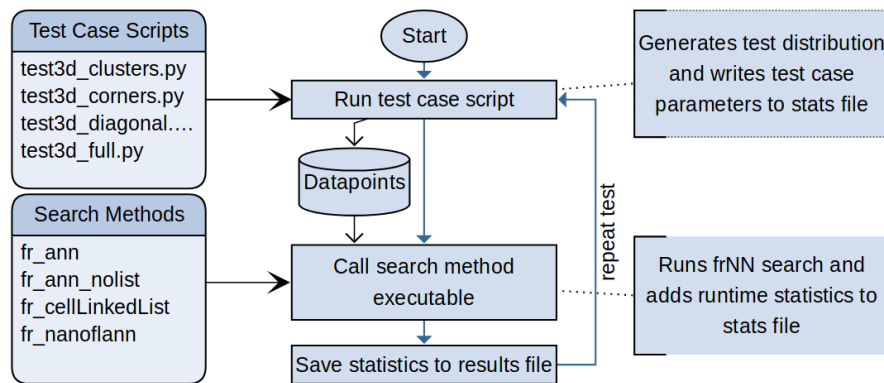 Test Case Scripts
test3d_clusters.py
test3d_corners.py
test3d_diagonal.…
test3d_full.py
Search Methods
fr_ann
fr_ann_nolist
fr_cellLinkedList
fr_nanoflann
Start
Run test case script
Datapoints
Call search method
executable
Save statistics to results file
repeat test
Generates test distribution
and writes test case
parameters to stats file
Runs frNN search and
adds runtime statistics to
stats file